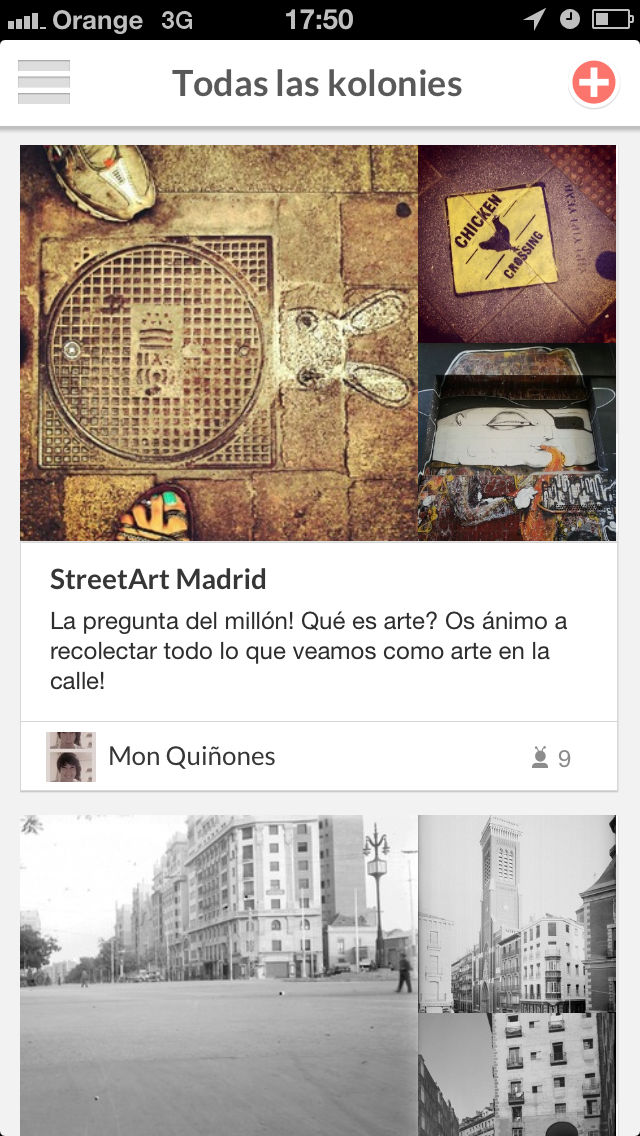 Orange 3G 17:50
Todas las kolonies
CHICKEN
CROSSING
StreetArt Madrid
La pregunta del millón! Qué es arte? Os ánimo a
recolectar todo lo que veamos como arte en la
calle!
Mon Quiñones
9